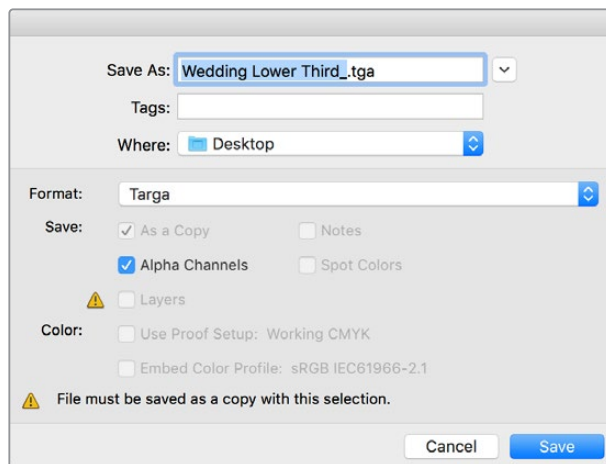 Save As: Wedding Lower Third_.tga
Tags:
Where: Desktop
Format: Targa
Save: As a Copy Notes
Alpha Channels Spot Colors
Layers
Color: Use Proof Setup: Working CMYK
Embed Color Profile: sRGB IEC61966-2.1
File must be saved as a copy with this selection.
Cancel Save